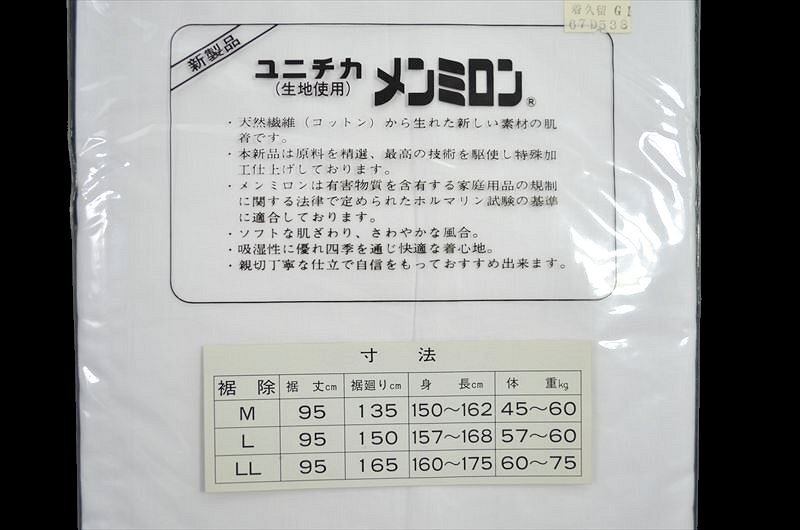 着久留 G1
67D538
新製品
ユニチカ
(生地使用)
メンミロン®
・天然繊維(コットン)から生れた新しい素材の肌
着です。
・本新品は原料を精選、最高の技術を駆使し特殊加
工仕上げしております。
・メンミロンは有害物質を含有する家庭用品の規制
に関する法律で定められたホルマリン試験の基準
に適合しております。
・ソフトな肌ざわり、さわやかな風合。
・吸湿性に優れ四季を通じ快適な着心地。
・親切丁寧な仕立で自信をもっておすすめ出来ます。
寸 法
裾 除 裾 丈cm 裾廻りcm 身 長cm 体 重kg
M 95 135 150〜162 45〜60
L 95 150 157〜168 57〜60
LL 95 165 160〜175 60〜75